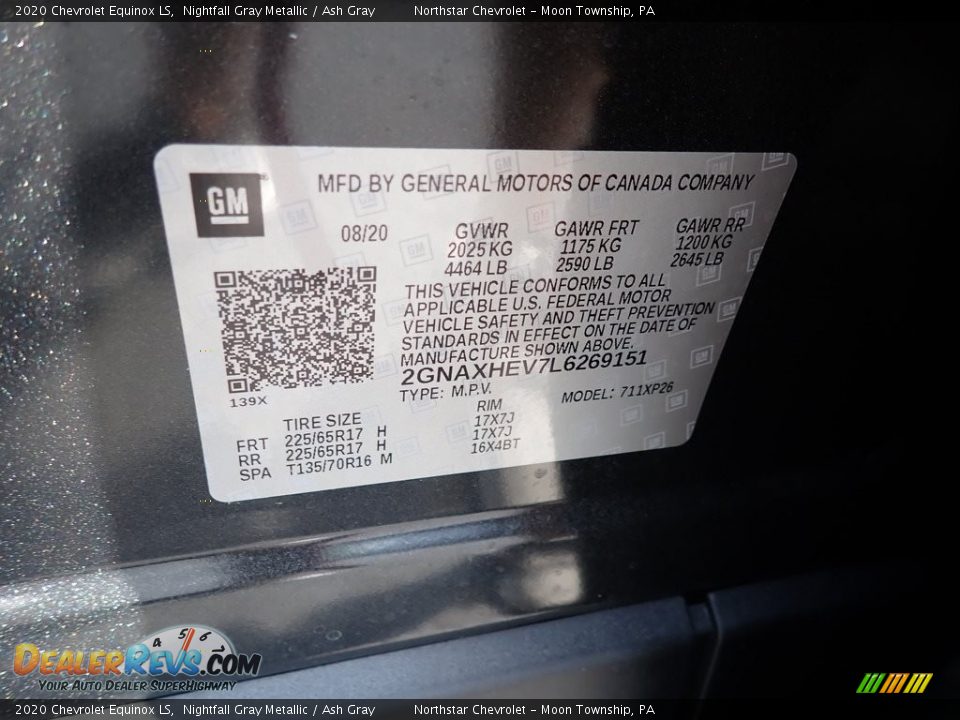 2020 Chevrolet Equinox LS, Nightfall Gray Metallic / Ash Gray Northstar Chevrolet - Moon Township, PA
GM MFD BY GENERAL MOTORS OF CANADA COMPANY
08/20 GVWR GAWR FRT GAWR RR
2025 KG 1175 KG 1200 KG
4464 LB 2590 LB 2645 LB
THIS VEHICLE CONFORMS TO ALL
APPLICABLE U.S. FEDERAL MOTOR
VEHICLE SAFETY AND THEFT PREVENTION
STANDARDS IN EFFECT ON THE DATE OF
MANUFACTURE SHOWN ABOVE.
2GNAXHEV7L6269151
139X TYPE: M.P.V. MODEL: 711XP26
TIRE SIZE RIM
FRT 225/65R17 H 17X7J
RR 225/65R17 H 17X7J
SPA T135/70R16 M 16X4BT
4 5 6
DEALERREVS.COM
YOUR AUTO DEALER SUPERHIGHWAY
2020 Chevrolet Equinox LS, Nightfall Gray Metallic / Ash Gray Northstar Chevrolet - Moon Township, PA